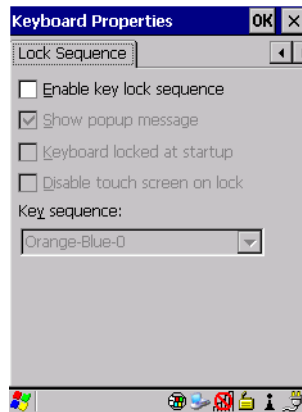 Keyboard Properties OK
Lock Sequence
Enable key lock sequence
Show popup message
Keyboard locked at startup
Disable touch screen on lock
Key sequence:
Orange-Blue-0